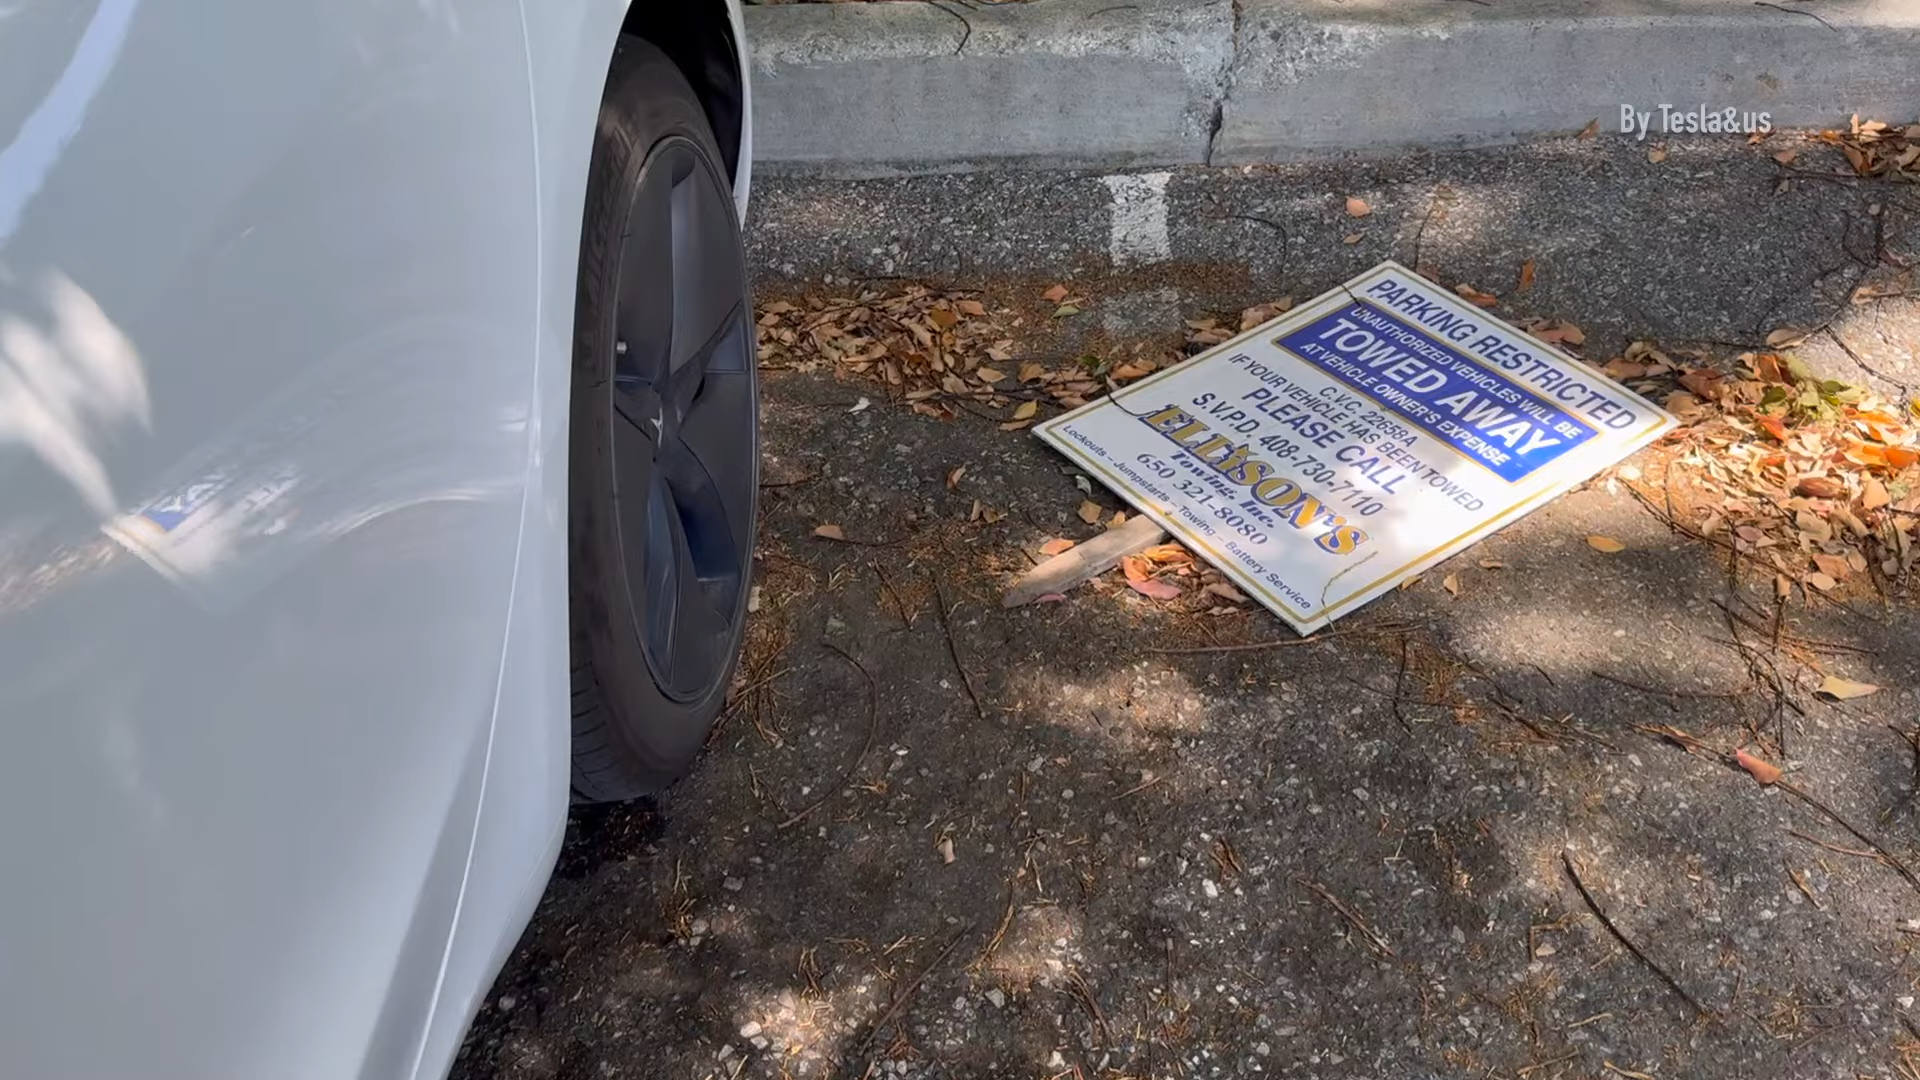 By Tesla&us
PARKING RESTRICTED
UNAUTHORIZED VEHICLES WILL BE
TOWED AWAY
AT VEHICLE OWNER'S EXPENSE
C.V.C. 22658A
IF YOUR VEHICLE HAS BEEN TOWED
PLEASE CALL
S.V.P.D. 408-730-7110
ELLISON'S
Towing, Inc.
650 321-8080
Lockouts – Jumpstarts – Towing – Battery Service